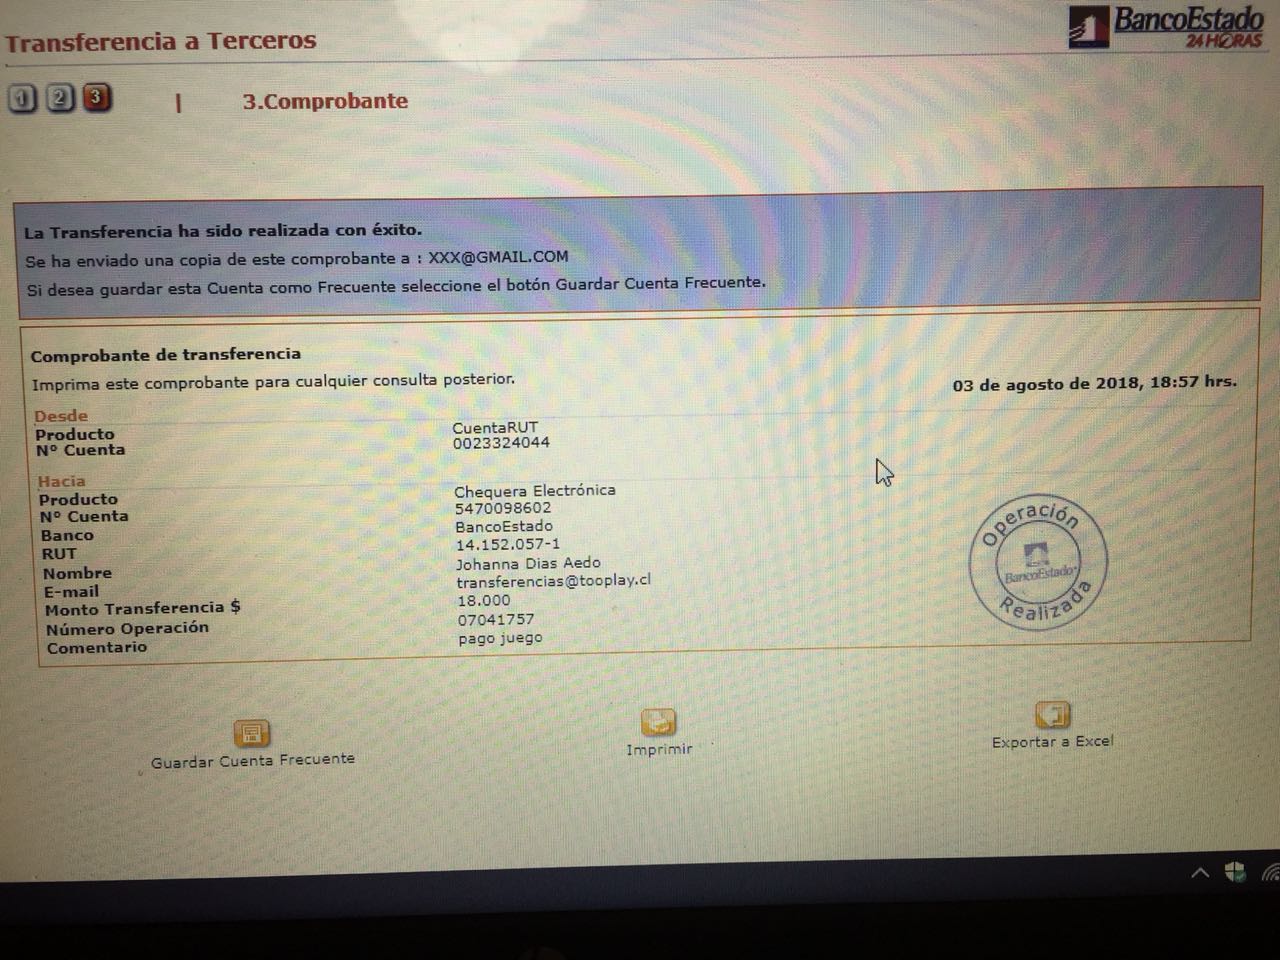 Transferencia a Terceros
BancoEstado
24 HORAS
1 2 3 | 3.Comprobante
La Transferencia ha sido realizada con éxito.
Se ha enviado una copia de este comprobante a : XXX@GMAIL.COM
Si desea guardar esta Cuenta como Frecuente seleccione el botón Guardar Cuenta Frecuente.
Comprobante de transferencia
Imprima este comprobante para cualquier consulta posterior.
03 de agosto de 2018, 18:57 hrs.
Desde
Producto CuentaRUT
Nº Cuenta 0023324044
Hacia
Producto Chequera Electrónica
Nº Cuenta 5470098602
Banco BancoEstado
RUT 14.152.057-1
Nombre Johanna Dias Aedo
E-mail transferencias@tooplay.cl
Monto Transferencia $ 18.000
Número Operación 07041757
Comentario pago juego
Operación
BancoEstado
Realizada
Guardar Cuenta Frecuente
Imprimir
Exportar a Excel